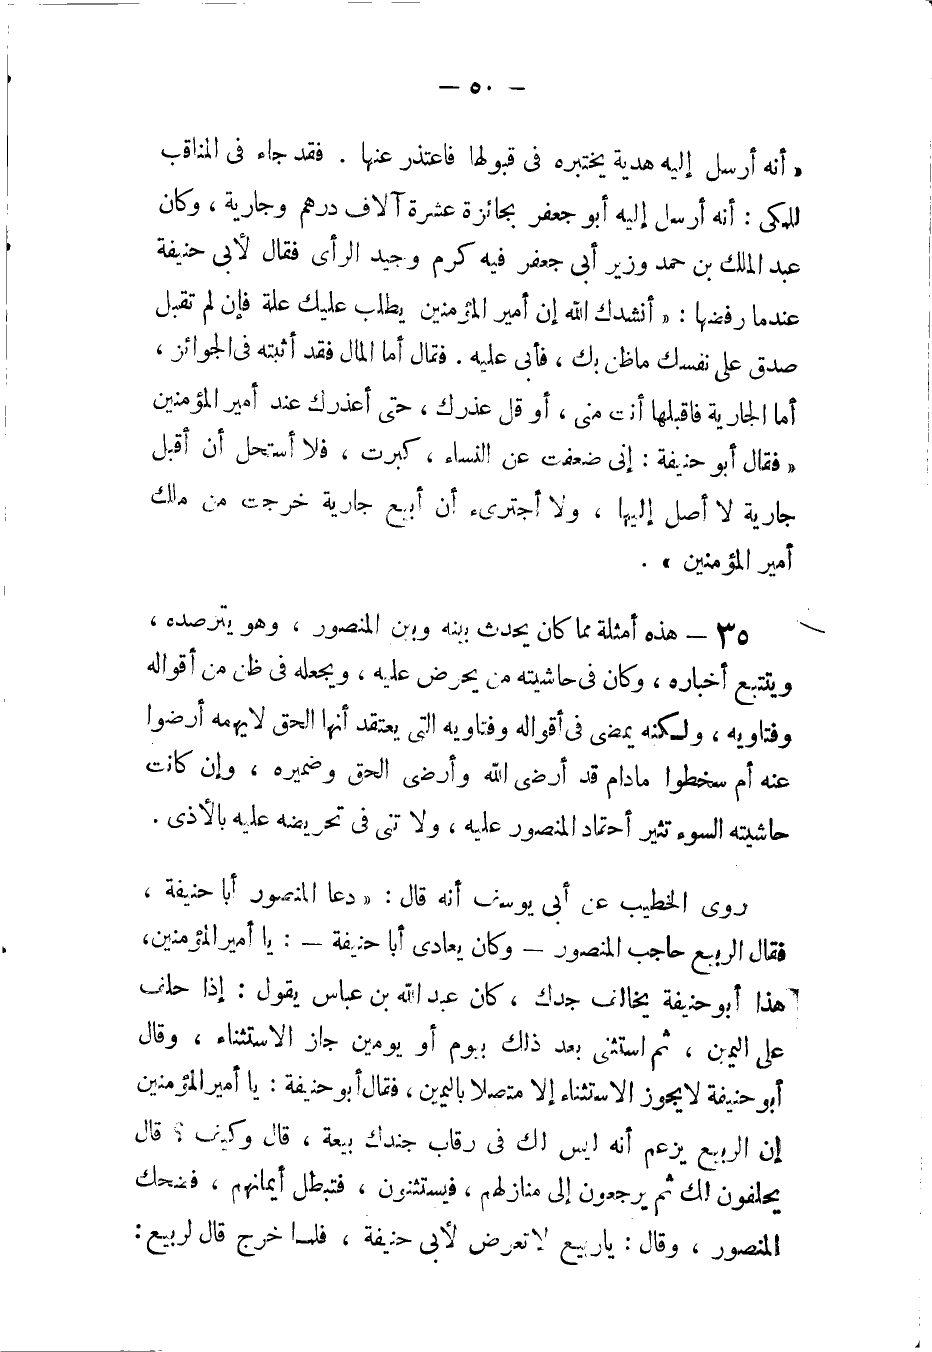 — ٥٠ —
« أنه أرسل إليه هدية يختبره فى قبولها فاعتذر عنها . فقد جاء فى المناقب
للمكى : أنه أرسل إليه أبو جعفر بجائزة عشرة آلاف درهم وجارية ، وكان
عبد الملك بن حمد وزير أبى جعفر فيه كرم وجيد الرأى فقال لأبى حنيفة
عندما رفضها : « أنشدك الله إن أمير المؤمنين يطلب عليك علة فإن لم تقبل
صدق على نفسك ماظن بك ، فأبى عليه . فقال أما المال فقد أثبته فى الجوائز ،
أما الجارية فاقبلها أنت منى ، أو قل عذرك ، حتى أعذرك عند أمير المؤمنين
« فقال أبو حنيفة : إنى ضعفت عن النساء ، كبرت ، فلا أستحل أن أقبل
جارية لا أصل إليها ، ولا أجترىء أن أبيع جارية خرجت من مالك
أمير المؤمنين » .
٣٥ — هذه أمثلة مما كان يحدث بينه وبين المنصور ، وهو يترصده ،
ويتتبع أخباره ، وكان فى حاشيته من يحرض عليه ، ويجعله فى ظن من أقواله
وفتاويه ، ولكنه يمضى فى أقواله وفتاويه التى يعتقد أنها الحق لايهمه أرضوا
عنه أم سخطوا مادام قد أرضى الله وأرضى الحق وضميره ، وإن كانت
حاشيته السوء تثير أحتماد المنصور عليه ، ولا تنى فى تحريضه عليه بالأذى .
روى الخطيب عن أبى يوسف أنه قال : « دعا المنصور أبا حنيفة ،
فقال الربيع حاجب المنصور — وكان يعادى أبا حنيفة — : يا أمير المؤمنين،
هذا أبو حنيفة يخالف جدك ، كان عبد الله بن عباس يقول : إذا حلف
على اليمين ، ثم استثنى بعد ذلك بيوم أو يومين جاز الاستثناء ، وقال
أبو حنيفة لايجوز الاستثناء إلا متصلا باليمين ، فقال أبو حنيفة : يا أمير المؤمنين
إن الربيع يزعم أنه ليس لك فى رقاب جندك بيعة ، قال وكيف ؟ قال
يحلفون لك ثم يرجعون إلى منازلهم ، فيستثنون ، فتبطل أيمانهم ، فضحك
المنصور ، وقال : ياربيع لاتعرض لأبى حنيفة ، فلما خرج قال لربيع :